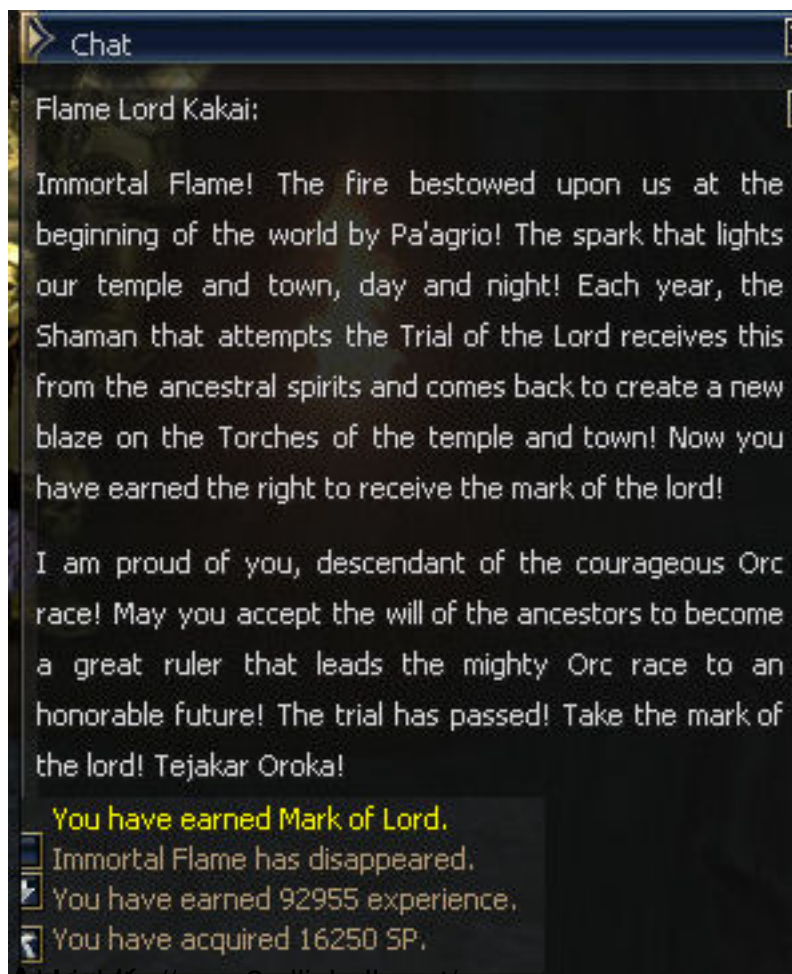 Chat
Flame Lord Kakai:
Immortal Flame! The fire bestowed upon us at the
beginning of the world by Pa'agrio! The spark that lights
our temple and town, day and night! Each year, the
Shaman that attempts the Trial of the Lord receives this
from the ancestral spirits and comes back to create a new
blaze on the Torches of the temple and town! Now you
have earned the right to receive the mark of the lord!
I am proud of you, descendant of the courageous Orc
race! May you accept the will of the ancestors to become
a great ruler that leads the mighty Orc race to an
honorable future! The trial has passed! Take the mark of
the lord! Tejakar Oroka!
You have earned Mark of Lord.
Immortal Flame has disappeared.
You have earned 92955 experience.
You have acquired 16250 SP.